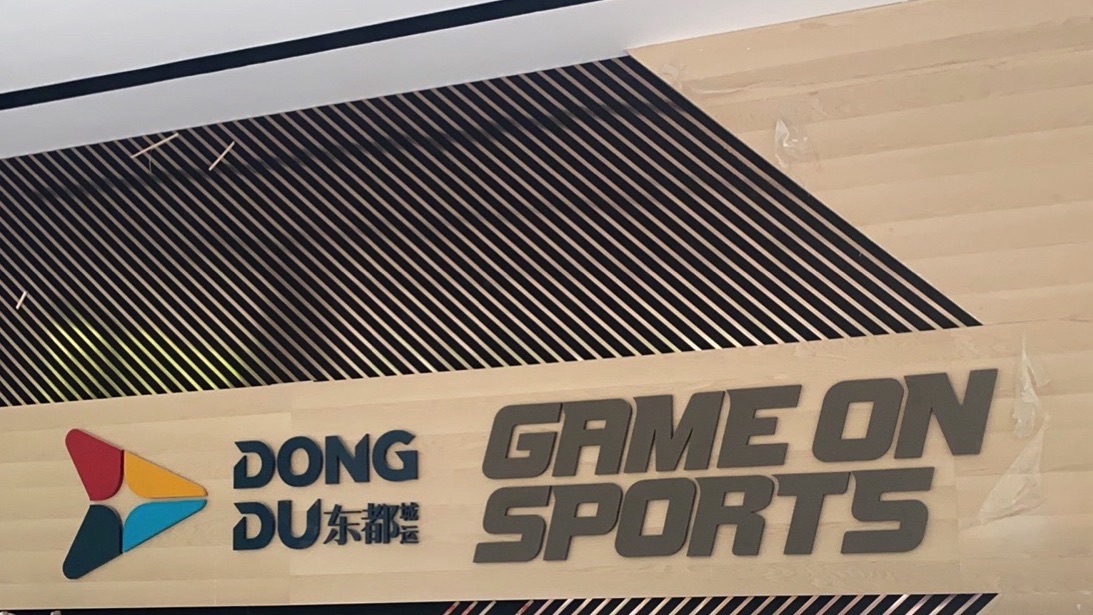 DONG
DU东都城运
GAME ON
SPORTS